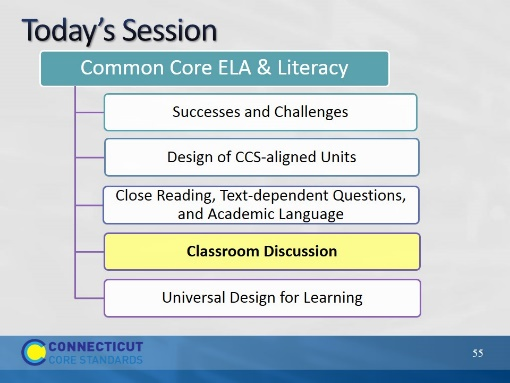 Today's Session
Common Core ELA & Literacy
Successes and Challenges
Design of CCS-aligned Units
Close Reading, Text-dependent Questions,
and Academic Language
Classroom Discussion
Universal Design for Learning
CONNECTICUT
CORE STANDARDS
55